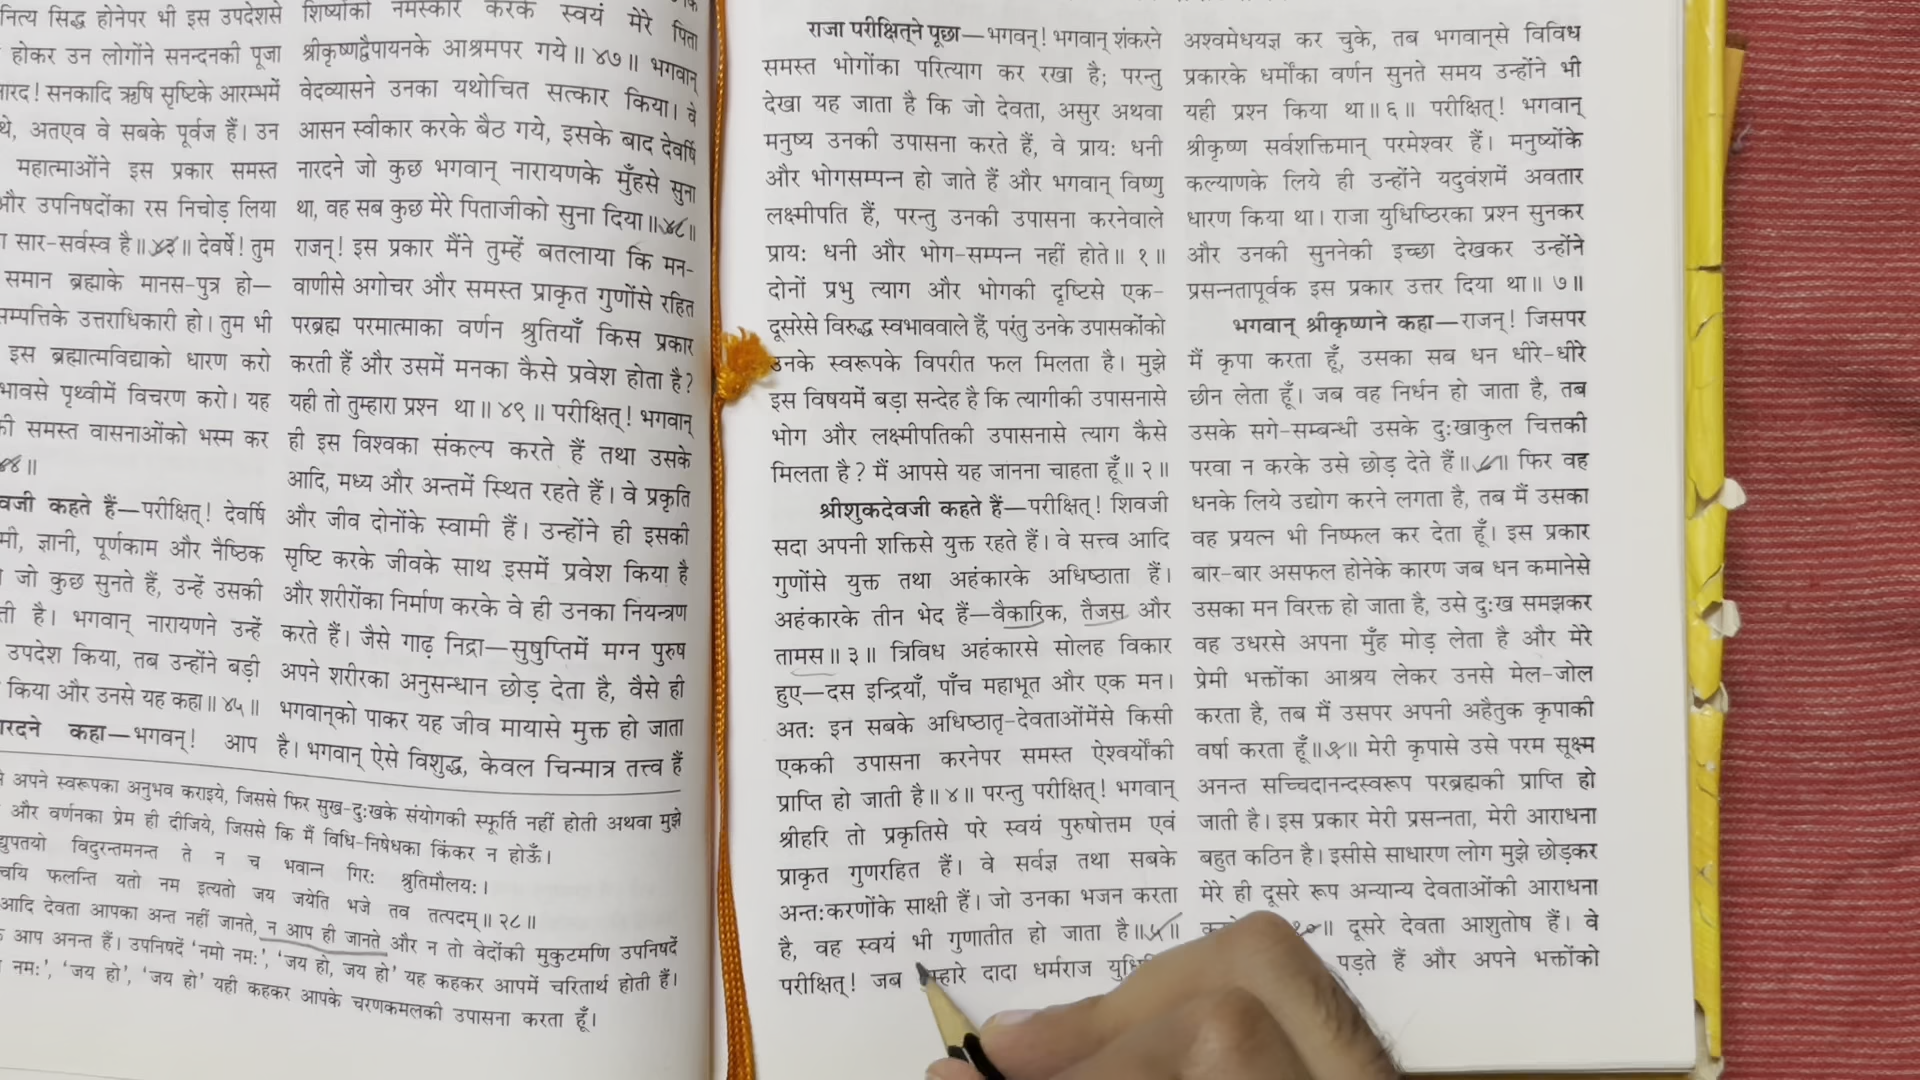 नित्य सिद्ध होनेपर भी इस उपदेशसे
होकर उन लोगोंने सनन्दनकी पूजा
नारद! सनकादि ऋषि सृष्टिके आरम्भमें
थे, अतएव वे सबके पूर्वज हैं। उन
महात्माओंने इस प्रकार समस्त
और उपनिषदोंका रस निचोड़ लिया
सार-सर्वस्व है॥४३॥ देवर्षे! तुम
समान ब्रह्माके मानस-पुत्र हो—
सम्पत्तिके उत्तराधिकारी हो। तुम भी
इस ब्रह्मात्मविद्याको धारण करो
भावसे पृथ्वीमें विचरण करो। यह
की समस्त वासनाओंको भस्म कर
४४॥
कहते हैं—परीक्षित्! देवर्षि
ज्ञानी, पूर्णकाम और नैष्ठिक
जो कुछ सुनते हैं, उन्हें उसकी
है। भगवान् नारायणने उन्हें
उपदेश किया, तब उन्होंने बड़ी
किया और उनसे यह कहा॥४५॥
कहा—भगवन्! आप
शिष्योंको नमस्कार करके स्वयं मेरे पिता
श्रीकृष्णद्वैपायनके आश्रमपर गये॥४७॥ भगवान्
वेदव्यासने उनका यथोचित सत्कार किया। वे
आसन स्वीकार करके बैठ गये, इसके बाद देवर्षि
नारदने जो कुछ भगवान् नारायणके मुँहसे सुना
था, वह सब कुछ मेरे पिताजीको सुना दिया॥४८॥
राजन्! इस प्रकार मैंने तुम्हें बतलाया कि मन-
वाणीसे अगोचर और समस्त प्राकृत गुणोंसे रहित
परब्रह्म परमात्माका वर्णन श्रुतियाँ किस प्रकार
करती हैं और उसमें मनका कैसे प्रवेश होता है?
यही तो तुम्हारा प्रश्न था॥४९॥ परीक्षित्! भगवान्
ही इस विश्वका संकल्प करते हैं तथा उसके
आदि, मध्य और अन्तमें स्थित रहते हैं। वे प्रकृति
और जीव दोनोंके स्वामी हैं। उन्होंने ही इसकी
सृष्टि करके जीवके साथ इसमें प्रवेश किया है
और शरीरोंका निर्माण करके वे ही उनका नियन्त्रण
करते हैं। जैसे गाढ़ निद्रा—सुषुप्तिमें मग्न पुरुष
अपने शरीरका अनुसन्धान छोड़ देता है, वैसे ही
भगवान्‌को पाकर यह जीव मायासे मुक्त हो जाता
है। भगवान् ऐसे विशुद्ध, केवल चिन्मात्र तत्त्व हैं
अपने स्वरूपका अनुभव कराइये, जिससे फिर सुख-दुःखके संयोगकी स्फूर्ति नहीं होती अथवा मुझे
और वर्णनका प्रेम ही दीजिये, जिससे कि मैं विधि-निषेधका किंकर न होऊँ।
द्युपतयो विदुरन्तमनन्त ते न च भवान्न गिरः श्रुतिमौलयः।
त्वयि फलन्ति यतो नम इत्यतो जय जयेति भजे तव तत्पदम्॥२८॥
आदि देवता आपका अन्त नहीं जानते, न आप ही जानते और न तो वेदोंकी मुकुटमणि उपनिषदें
आप अनन्त हैं। उपनिषदें ‘नमो नमः’, ‘जय हो, जय हो’ यह कहकर आपमें चरितार्थ होती हैं।
नमः’, ‘जय हो’, ‘जय हो’ यही कहकर आपके चरणकमलकी उपासना करता हूँ।
राजा परीक्षित्‌ने पूछा—भगवन्! भगवान् शंकरने
समस्त भोगोंका परित्याग कर रखा है; परन्तु
देखा यह जाता है कि जो देवता, असुर अथवा
मनुष्य उनकी उपासना करते हैं, वे प्रायः धनी
और भोगसम्पन्न हो जाते हैं और भगवान् विष्णु
लक्ष्मीपति हैं, परन्तु उनकी उपासना करनेवाले
प्रायः धनी और भोग-सम्पन्न नहीं होते॥१॥
दोनों प्रभु त्याग और भोगकी दृष्टिसे एक-
दूसरेसे विरुद्ध स्वभाववाले हैं, परंतु उनके उपासकोंको
उनके स्वरूपके विपरीत फल मिलता है। मुझे
इस विषयमें बड़ा सन्देह है कि त्यागीकी उपासनासे
भोग और लक्ष्मीपतिकी उपासनासे त्याग कैसे
मिलता है? मैं आपसे यह जानना चाहता हूँ॥२॥
श्रीशुकदेवजी कहते हैं—परीक्षित्! शिवजी
सदा अपनी शक्तिसे युक्त रहते हैं। वे सत्त्व आदि
गुणोंसे युक्त तथा अहंकारके अधिष्ठाता हैं।
अहंकारके तीन भेद हैं—वैकारिक, तैजस और
तामस॥३॥ त्रिविध अहंकारसे सोलह विकार
हुए—दस इन्द्रियाँ, पाँच महाभूत और एक मन।
अतः इन सबके अधिष्ठातृ-देवताओंमेंसे किसी
एककी उपासना करनेपर समस्त ऐश्वर्योंकी
प्राप्ति हो जाती है॥४॥ परन्तु परीक्षित्! भगवान्
श्रीहरि तो प्रकृतिसे परे स्वयं पुरुषोत्तम एवं
प्राकृत गुणरहित हैं। वे सर्वज्ञ तथा सबके
अन्तःकरणोंके साक्षी हैं। जो उनका भजन करता
है, वह स्वयं भी गुणातीत हो जाता है॥५॥
परीक्षित्! जब तुम्हारे दादा धर्मराज
अश्वमेधयज्ञ कर चुके, तब भगवान्‌से विविध
प्रकारके धर्मोंका वर्णन सुनते समय उन्होंने भी
यही प्रश्न किया था॥६॥ परीक्षित्! भगवान्
श्रीकृष्ण सर्वशक्तिमान् परमेश्वर हैं। मनुष्योंके
कल्याणके लिये ही उन्होंने यदुवंशमें अवतार
धारण किया था। राजा युधिष्ठिरका प्रश्न सुनकर
और उनकी सुननेकी इच्छा देखकर उन्होंने
प्रसन्नतापूर्वक इस प्रकार उत्तर दिया था॥७॥
भगवान् श्रीकृष्णने कहा—राजन्! जिसपर
मैं कृपा करता हूँ, उसका सब धन धीरे-धीरे
छीन लेता हूँ। जब वह निर्धन हो जाता है, तब
उसके सगे-सम्बन्धी उसके दुःखाकुल चित्तकी
परवा न करके उसे छोड़ देते हैं॥८॥ फिर वह
धनके लिये उद्योग करने लगता है, तब मैं उसका
वह प्रयत्न भी निष्फल कर देता हूँ। इस प्रकार
बार-बार असफल होनेके कारण जब धन कमानेसे
उसका मन विरक्त हो जाता है, उसे दुःख समझकर
वह उधरसे अपना मुँह मोड़ लेता है और मेरे
प्रेमी भक्तोंका आश्रय लेकर उनसे मेल-जोल
करता है, तब मैं उसपर अपनी अहैतुक कृपाकी
वर्षा करता हूँ॥९॥ मेरी कृपासे उसे परम सूक्ष्म
अनन्त सच्चिदानन्दस्वरूप परब्रह्मकी प्राप्ति हो
जाती है। इस प्रकार मेरी प्रसन्नता, मेरी आराधना
बहुत कठिन है। इसीसे साधारण लोग मुझे छोड़कर
मेरे ही दूसरे रूप अन्यान्य देवताओंकी आराधना
१०॥ दूसरे देवता आशुतोष हैं। वे
पड़ते हैं और अपने भक्तोंको